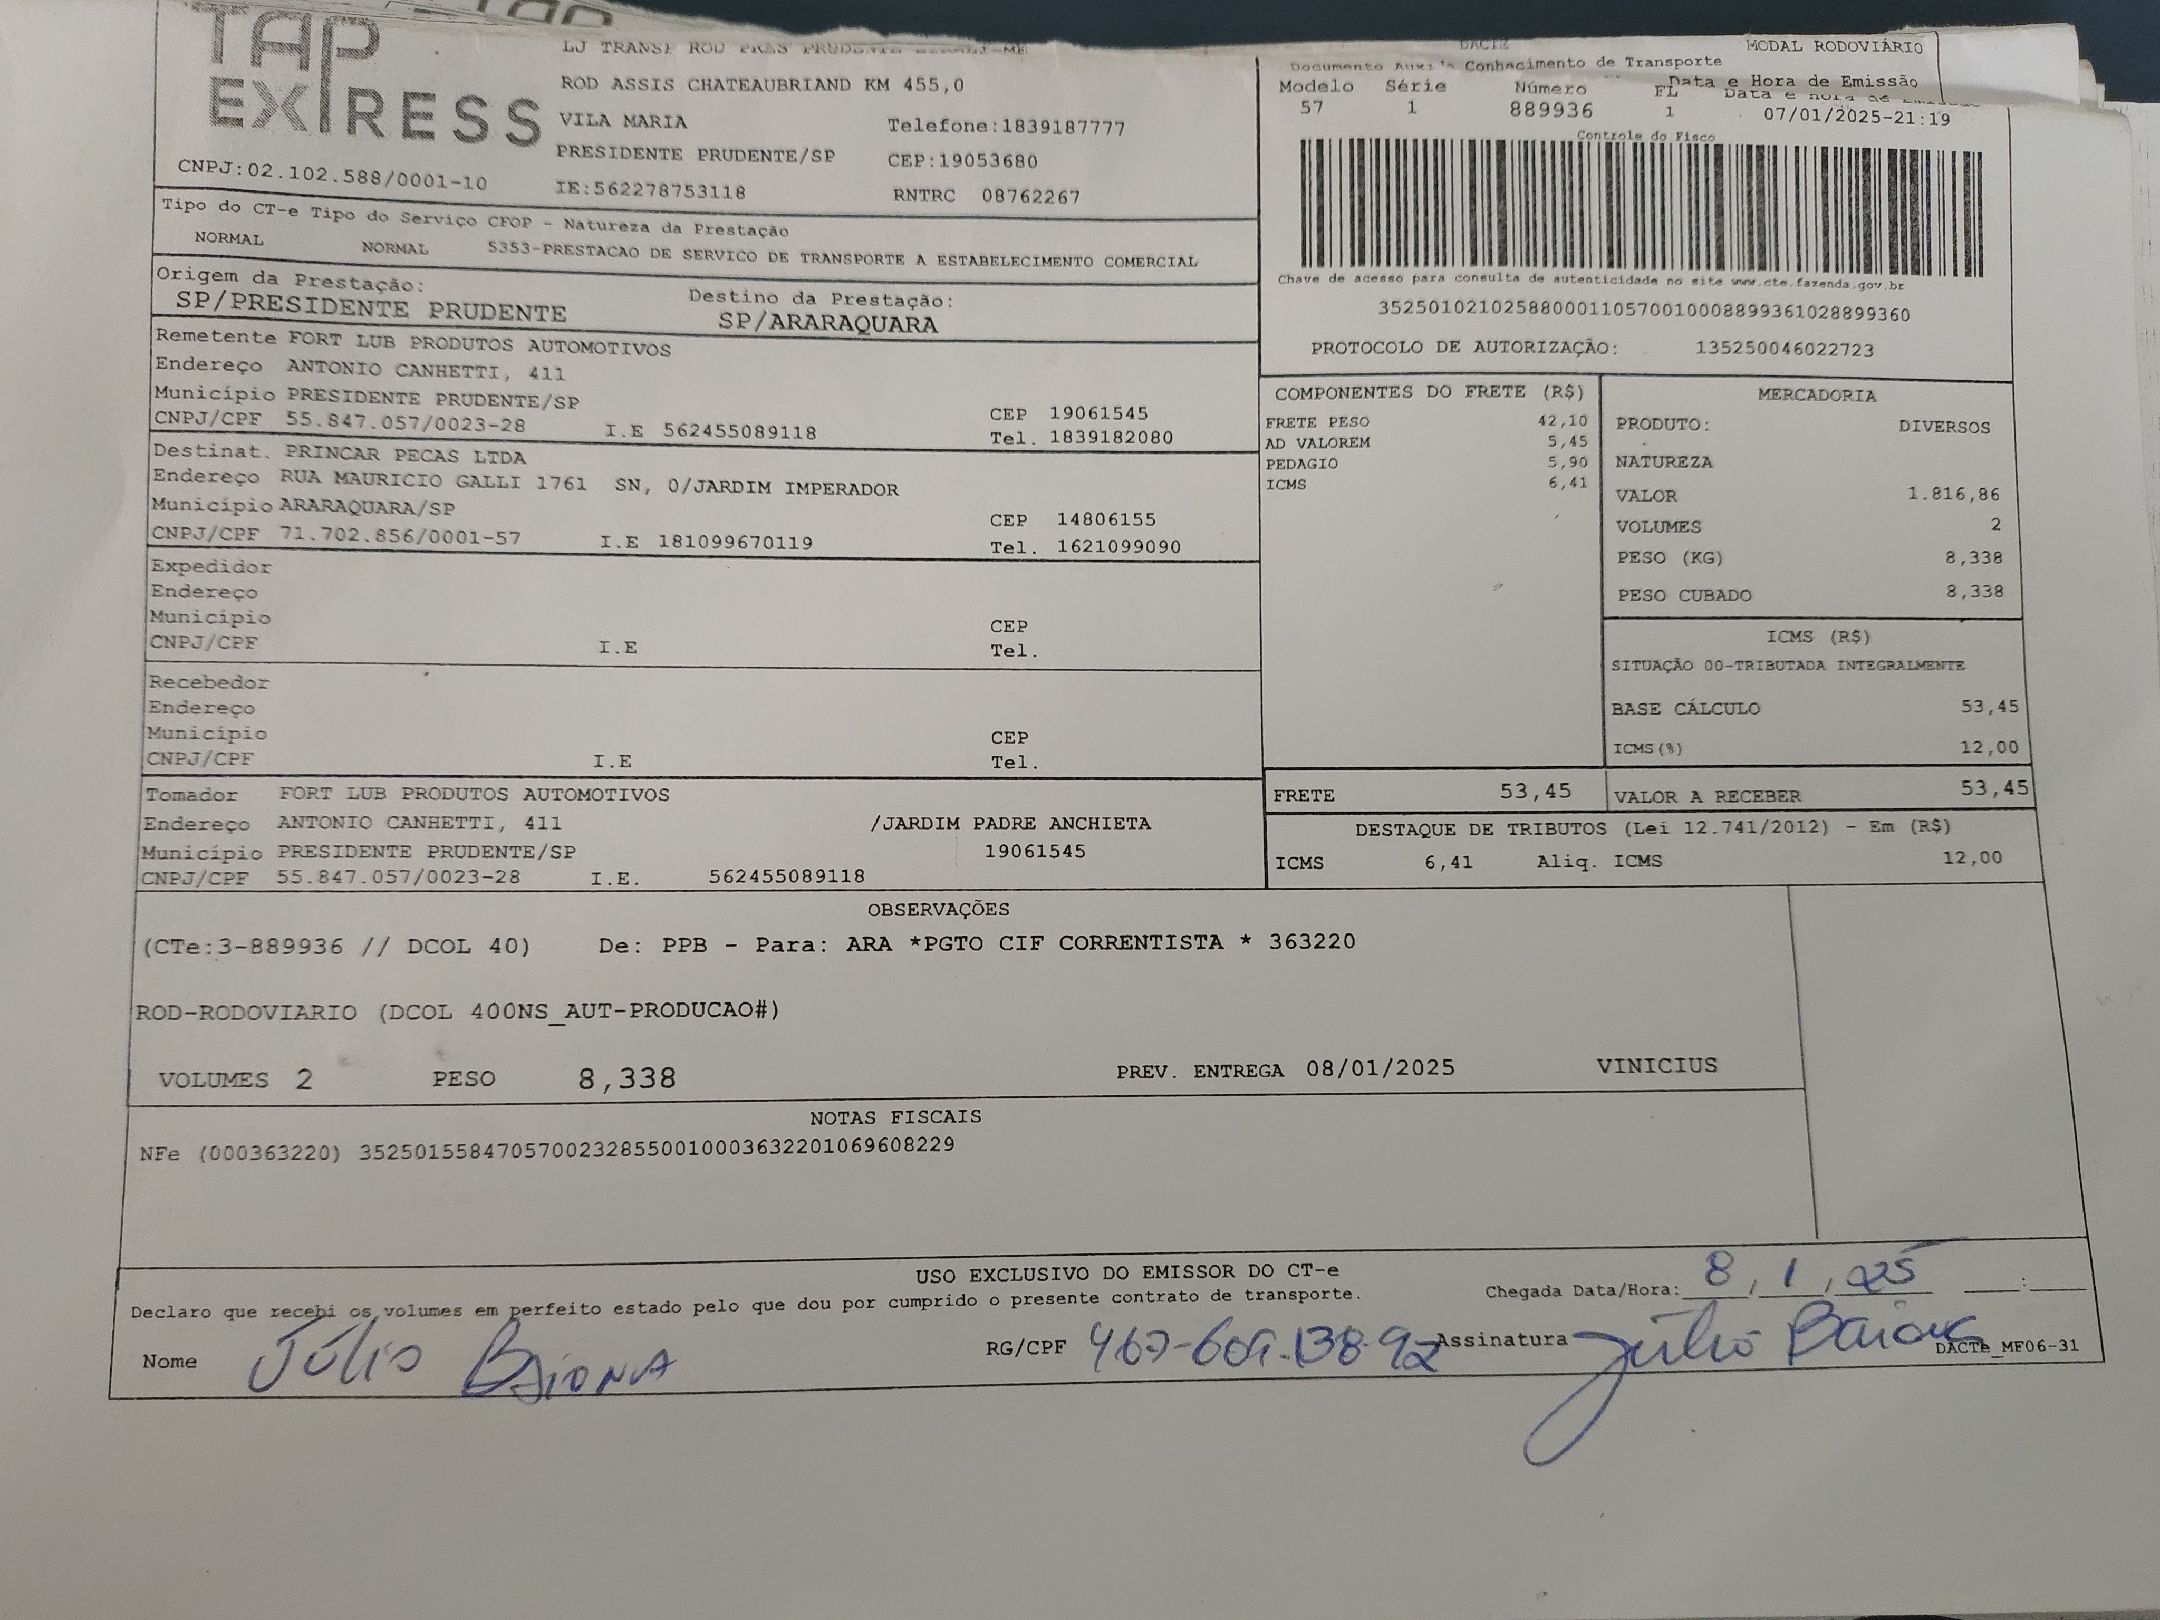 TAP
EXPRESS
LJ TRANSP ROD PRES PRUDENTE
ROD ASSIS CHATEAUBRIAND KM 455,0
VILA MARIA Telefone:1839187777
PRESIDENTE PRUDENTE/SP CEP:19053680
CNPJ:02.102.588/0001-10 IE:562278753118 RNTRC 08762267
DACTE MODAL RODOVIÁRIO
Documento Conhecimento de Transporte
Modelo Série Número FL Data e Hora de Emissão
57 1 889936 1 07/01/2025-21:19
Controle do Fisco
Chave de acesso para consulta de autenticidade no site www.cte.fazenda.gov.br
35250102102588000110570010008899361028899360
PROTOCOLO DE AUTORIZAÇÃO: 135250046022723
Tipo do CT-e Tipo do Serviço CFOP - Natureza da Prestação
NORMAL NORMAL 5353-PRESTACAO DE SERVICO DE TRANSPORTE A ESTABELECIMENTO COMERCIAL
Origem da Prestação: Destino da Prestação:
SP/PRESIDENTE PRUDENTE SP/ARARAQUARA
Remetente FORT LUB PRODUTOS AUTOMOTIVOS
Endereço ANTONIO CANHETTI, 411
Município PRESIDENTE PRUDENTE/SP CEP 19061545
CNPJ/CPF 55.847.057/0023-28 I.E 562455089118 Tel. 1839182080
Destinat. PRINCAR PECAS LTDA
Endereço RUA MAURICIO GALLI 1761 SN, 0/JARDIM IMPERADOR
Município ARARAQUARA/SP CEP 14806155
CNPJ/CPF 71.702.856/0001-57 I.E 181099670119 Tel. 1621099090
Expedidor
Endereço
Município CEP
CNPJ/CPF I.E Tel.
Recebedor
Endereço
Município CEP
CNPJ/CPF I.E Tel.
Tomador FORT LUB PRODUTOS AUTOMOTIVOS
Endereço ANTONIO CANHETTI, 411 /JARDIM PADRE ANCHIETA
Município PRESIDENTE PRUDENTE/SP 19061545
CNPJ/CPF 55.847.057/0023-28 I.E. 562455089118
COMPONENTES DO FRETE (R$)
FRETE PESO 42,10
AD VALOREM 5,45
PEDAGIO 5,90
ICMS 6,41
MERCADORIA
PRODUTO: DIVERSOS
NATUREZA
VALOR 1.816,86
VOLUMES 2
PESO (KG) 8,338
PESO CUBADO 8,338
ICMS (R$)
SITUAÇÃO 00-TRIBUTADA INTEGRALMENTE
BASE CÁLCULO 53,45
ICMS(%) 12,00
FRETE 53,45 VALOR A RECEBER 53,45
DESTAQUE DE TRIBUTOS (Lei 12.741/2012) - Em (R$)
ICMS 6,41 Aliq. ICMS 12,00
OBSERVAÇÕES
(CTe:3-889936 // DCOL 40) De: PPB - Para: ARA *PGTO CIF CORRENTISTA * 363220
ROD-RODOVIARIO (DCOL 400NS_AUT-PRODUCAO#)
VOLUMES 2 PESO 8,338 PREV. ENTREGA 08/01/2025 VINICIUS
NOTAS FISCAIS
NFe (000363220) 35250155847057002328550010003632201069608229
USO EXCLUSIVO DO EMISSOR DO CT-e
Declaro que recebi os volumes em perfeito estado pelo que dou por cumprido o presente contrato de transporte.
Chegada Data/Hora: 8/1/25 :
Nome Júlio Baiona RG/CPF 467-601.138-92 Assinatura Júlio Baiona
DACTe_MF06-31